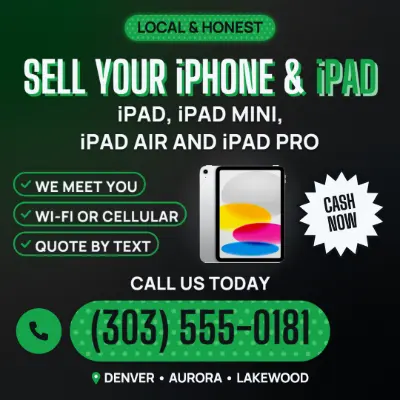 LOCAL & HONEST
SELL YOUR iPHONE & iPAD
iPAD, iPAD MINI,
iPAD AIR AND iPAD PRO
WE MEET YOU
WI-FI OR CELLULAR
QUOTE BY TEXT
CASH
NOW
CALL US TODAY
(303) 555-0181
DENVER • AURORA • LAKEWOOD